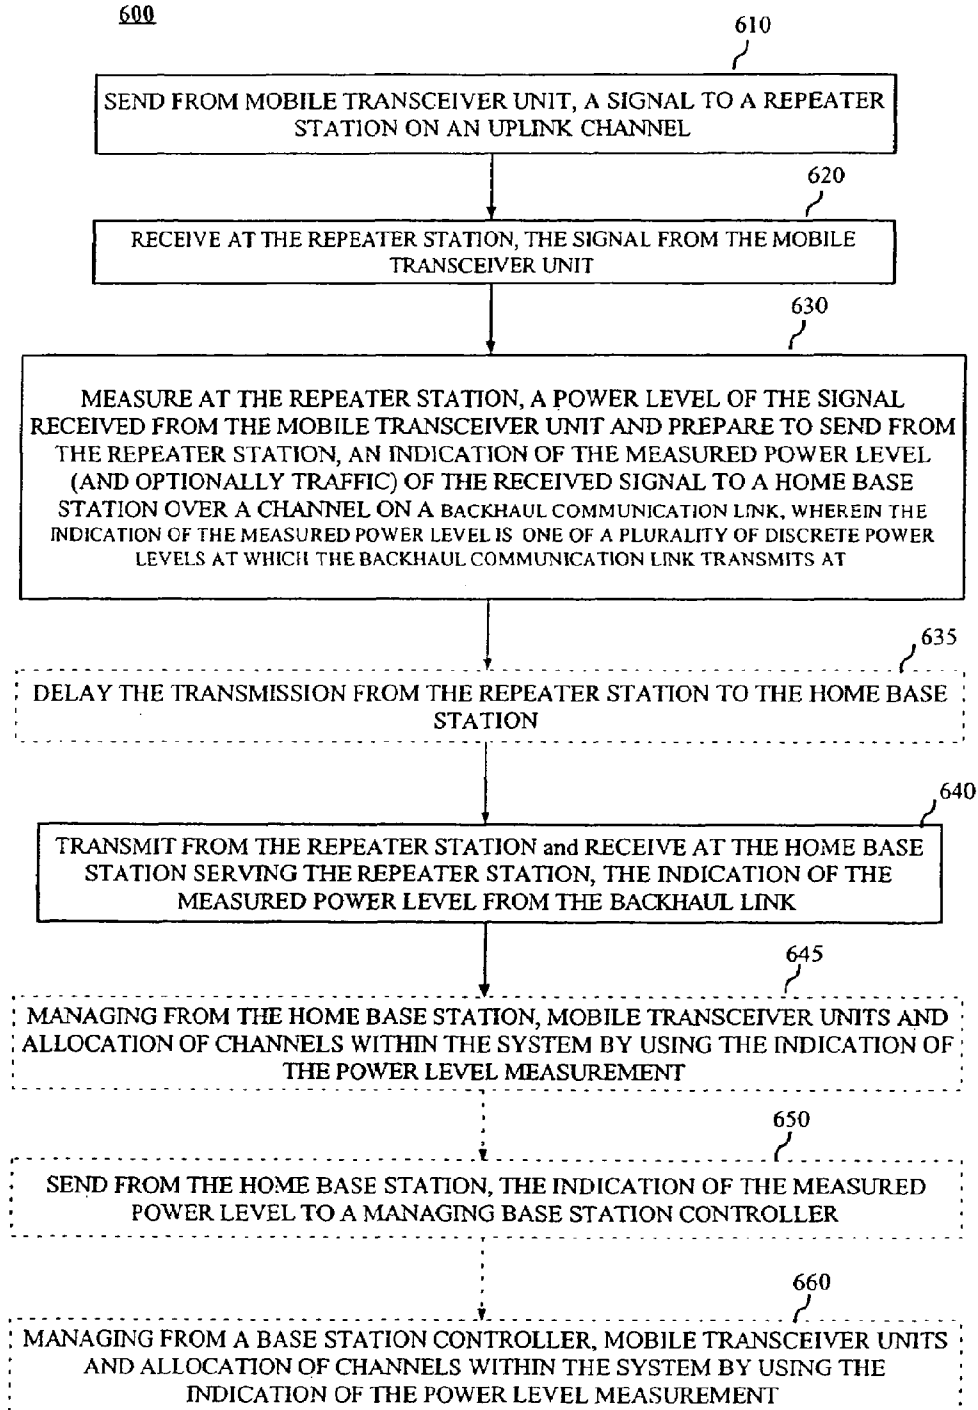 600
610
SEND FROM MOBILE TRANSCEIVER UNIT, A SIGNAL TO A REPEATER
STATION ON AN UPLINK CHANNEL
620
RECEIVE AT THE REPEATER STATION, THE SIGNAL FROM THE MOBILE
TRANSCEIVER UNIT
630
MEASURE AT THE REPEATER STATION, A POWER LEVEL OF THE SIGNAL
RECEIVED FROM THE MOBILE TRANSCEIVER UNIT AND PREPARE TO SEND FROM
THE REPEATER STATION, AN INDICATION OF THE MEASURED POWER LEVEL
(AND OPTIONALLY TRAFFIC) OF THE RECEIVED SIGNAL TO A HOME BASE
STATION OVER A CHANNEL ON A BACKHAUL COMMUNICATION LINK, WHEREIN THE
INDICATION OF THE MEASURED POWER LEVEL IS ONE OF A PLURALITY OF DISCRETE POWER
LEVELS AT WHICH THE BACKHAUL COMMUNICATION LINK TRANSMITS AT
635
DELAY THE TRANSMISSION FROM THE REPEATER STATION TO THE HOME BASE
STATION
640
TRANSMIT FROM THE REPEATER STATION and RECEIVE AT THE HOME BASE
STATION SERVING THE REPEATER STATION, THE INDICATION OF THE
MEASURED POWER LEVEL FROM THE BACKHAUL LINK
645
MANAGING FROM THE HOME BASE STATION, MOBILE TRANSCEIVER UNITS AND
ALLOCATION OF CHANNELS WITHIN THE SYSTEM BY USING THE INDICATION OF
THE POWER LEVEL MEASUREMENT
650
SEND FROM THE HOME BASE STATION, THE INDICATION OF THE MEASURED
POWER LEVEL TO A MANAGING BASE STATION CONTROLLER
660
MANAGING FROM A BASE STATION CONTROLLER, MOBILE TRANSCEIVER UNITS
AND ALLOCATION OF CHANNELS WITHIN THE SYSTEM BY USING THE
INDICATION OF THE POWER LEVEL MEASUREMENT